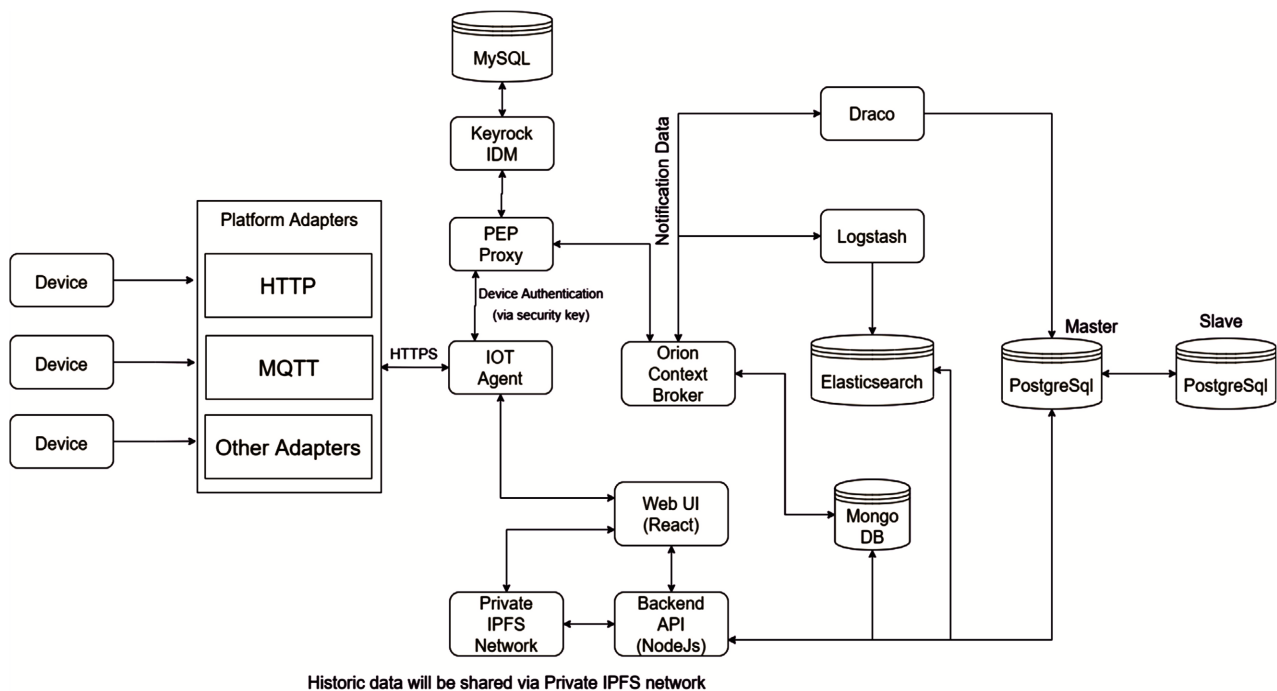 MySQL
Keyrock
IDM
Draco
Notification Data
Platform Adapters
PEP
Proxy
Logstash
Device
HTTP
Device Authentication
(via security key)
Device
MQTT
HTTPS
IOT
Agent
Orion
Context
Broker
Elasticsearch
Master
PostgreSql
Slave
PostgreSql
Device
Other Adapters
Web UI
(React)
Mongo
DB
Private
IPFS
Network
Backend
API
(NodeJs)
Historic data will be shared via Private IPFS network